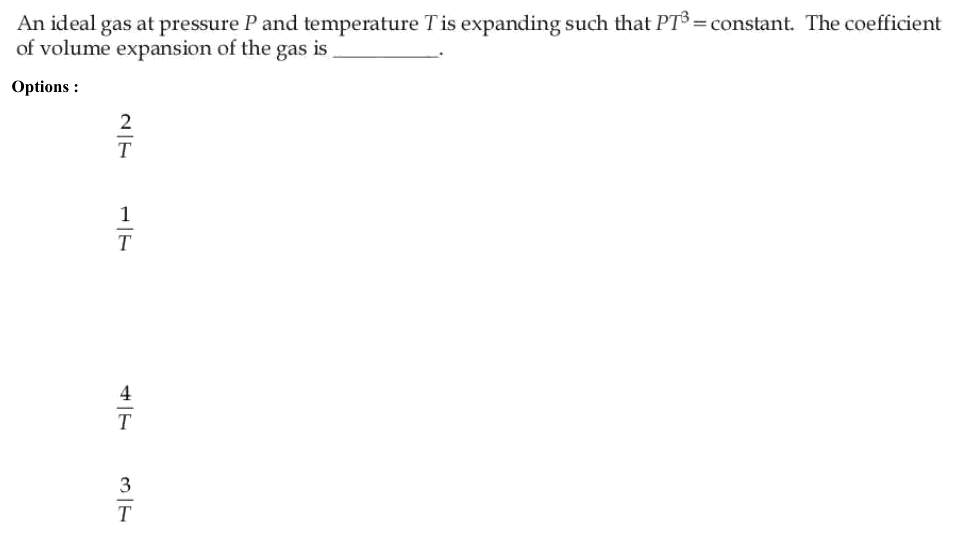 An ideal gas at pressure P and temperature T is expanding such that PT³ = constant. The coefficient
of volume expansion of the gas is __________.
Options :
2
T
1
T
4
T
3
T